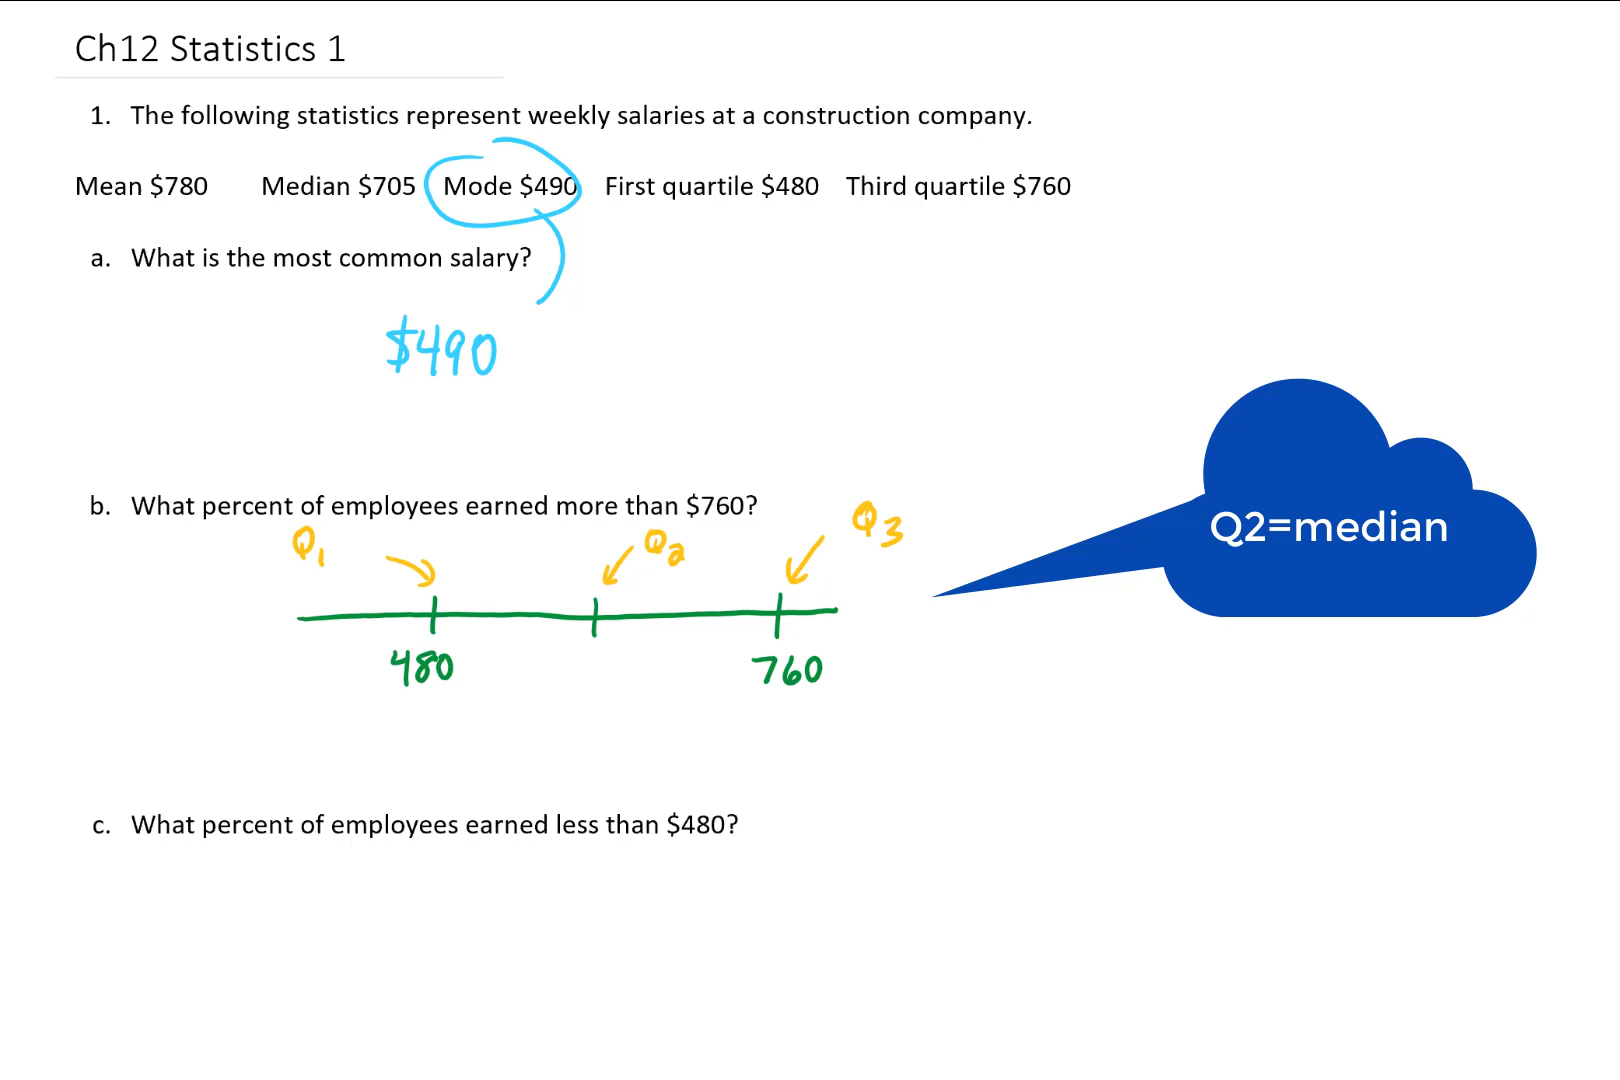 Ch12 Statistics 1
1. The following statistics represent weekly salaries at a construction company.
Mean $780 Median $705 Mode $490 First quartile $480 Third quartile $760
a. What is the most common salary?
$490
b. What percent of employees earned more than $760?
Q1 Q2 Q3
Q2=median
480 760
c. What percent of employees earned less than $480?